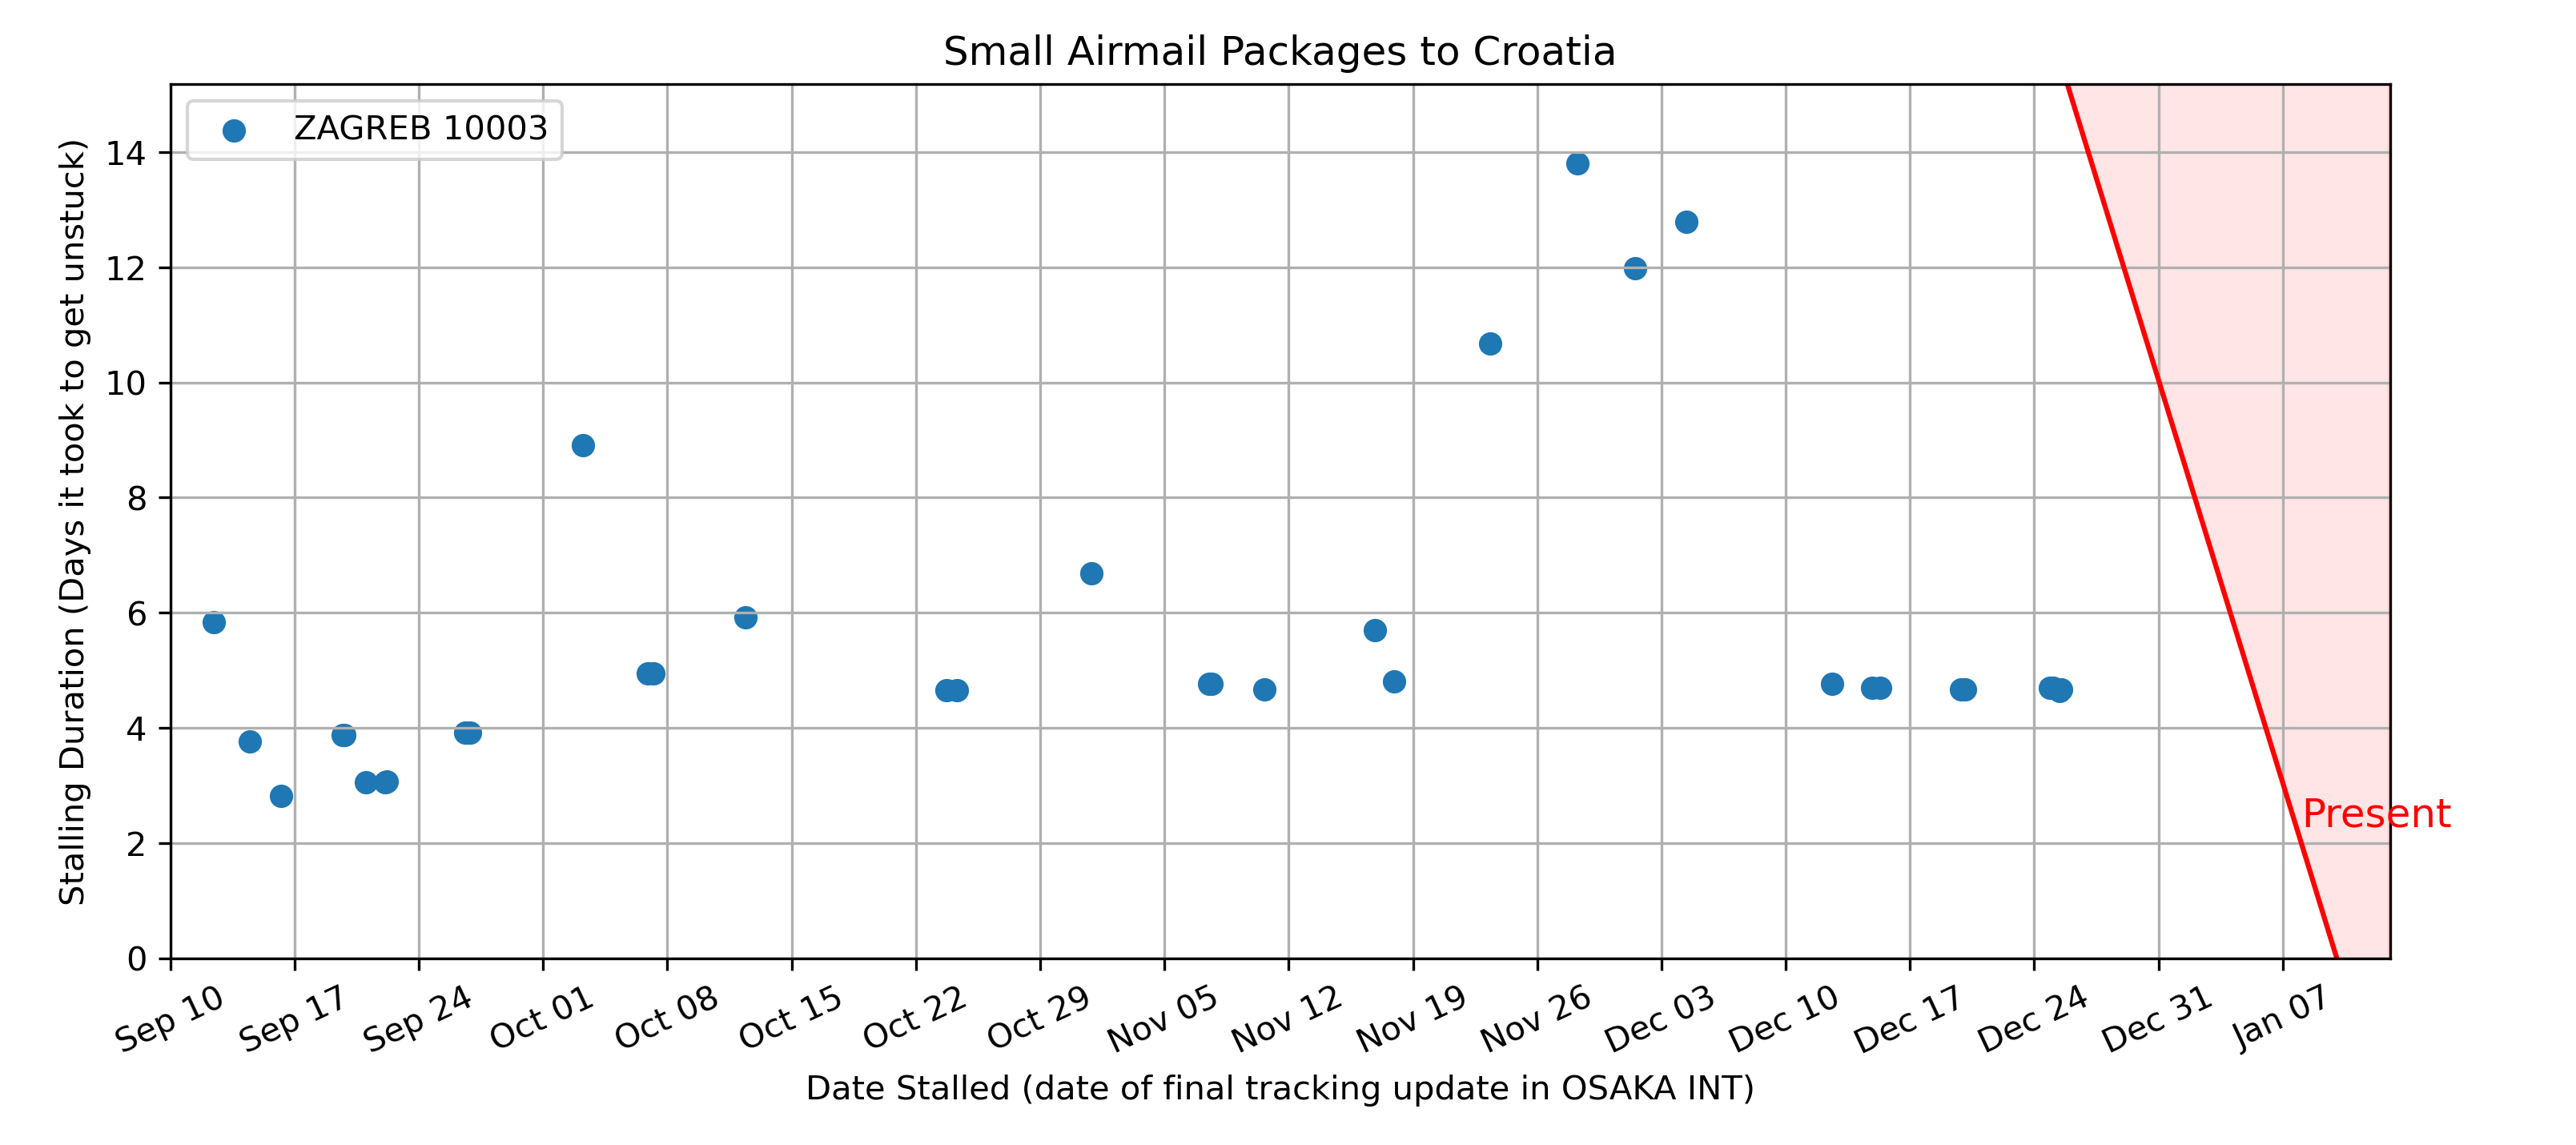 Small Airmail Packages to Croatia
ZAGREB 10003
Stalling Duration (Days it took to get unstuck)
14
12
10
8
6
4
2
0
Present
Sep 10
Sep 17
Sep 24
Oct 01
Oct 08
Oct 15
Oct 22
Oct 29
Nov 05
Nov 12
Nov 19
Nov 26
Dec 03
Dec 10
Dec 17
Dec 24
Dec 31
Jan 07
Date Stalled (date of final tracking update in OSAKA INT)